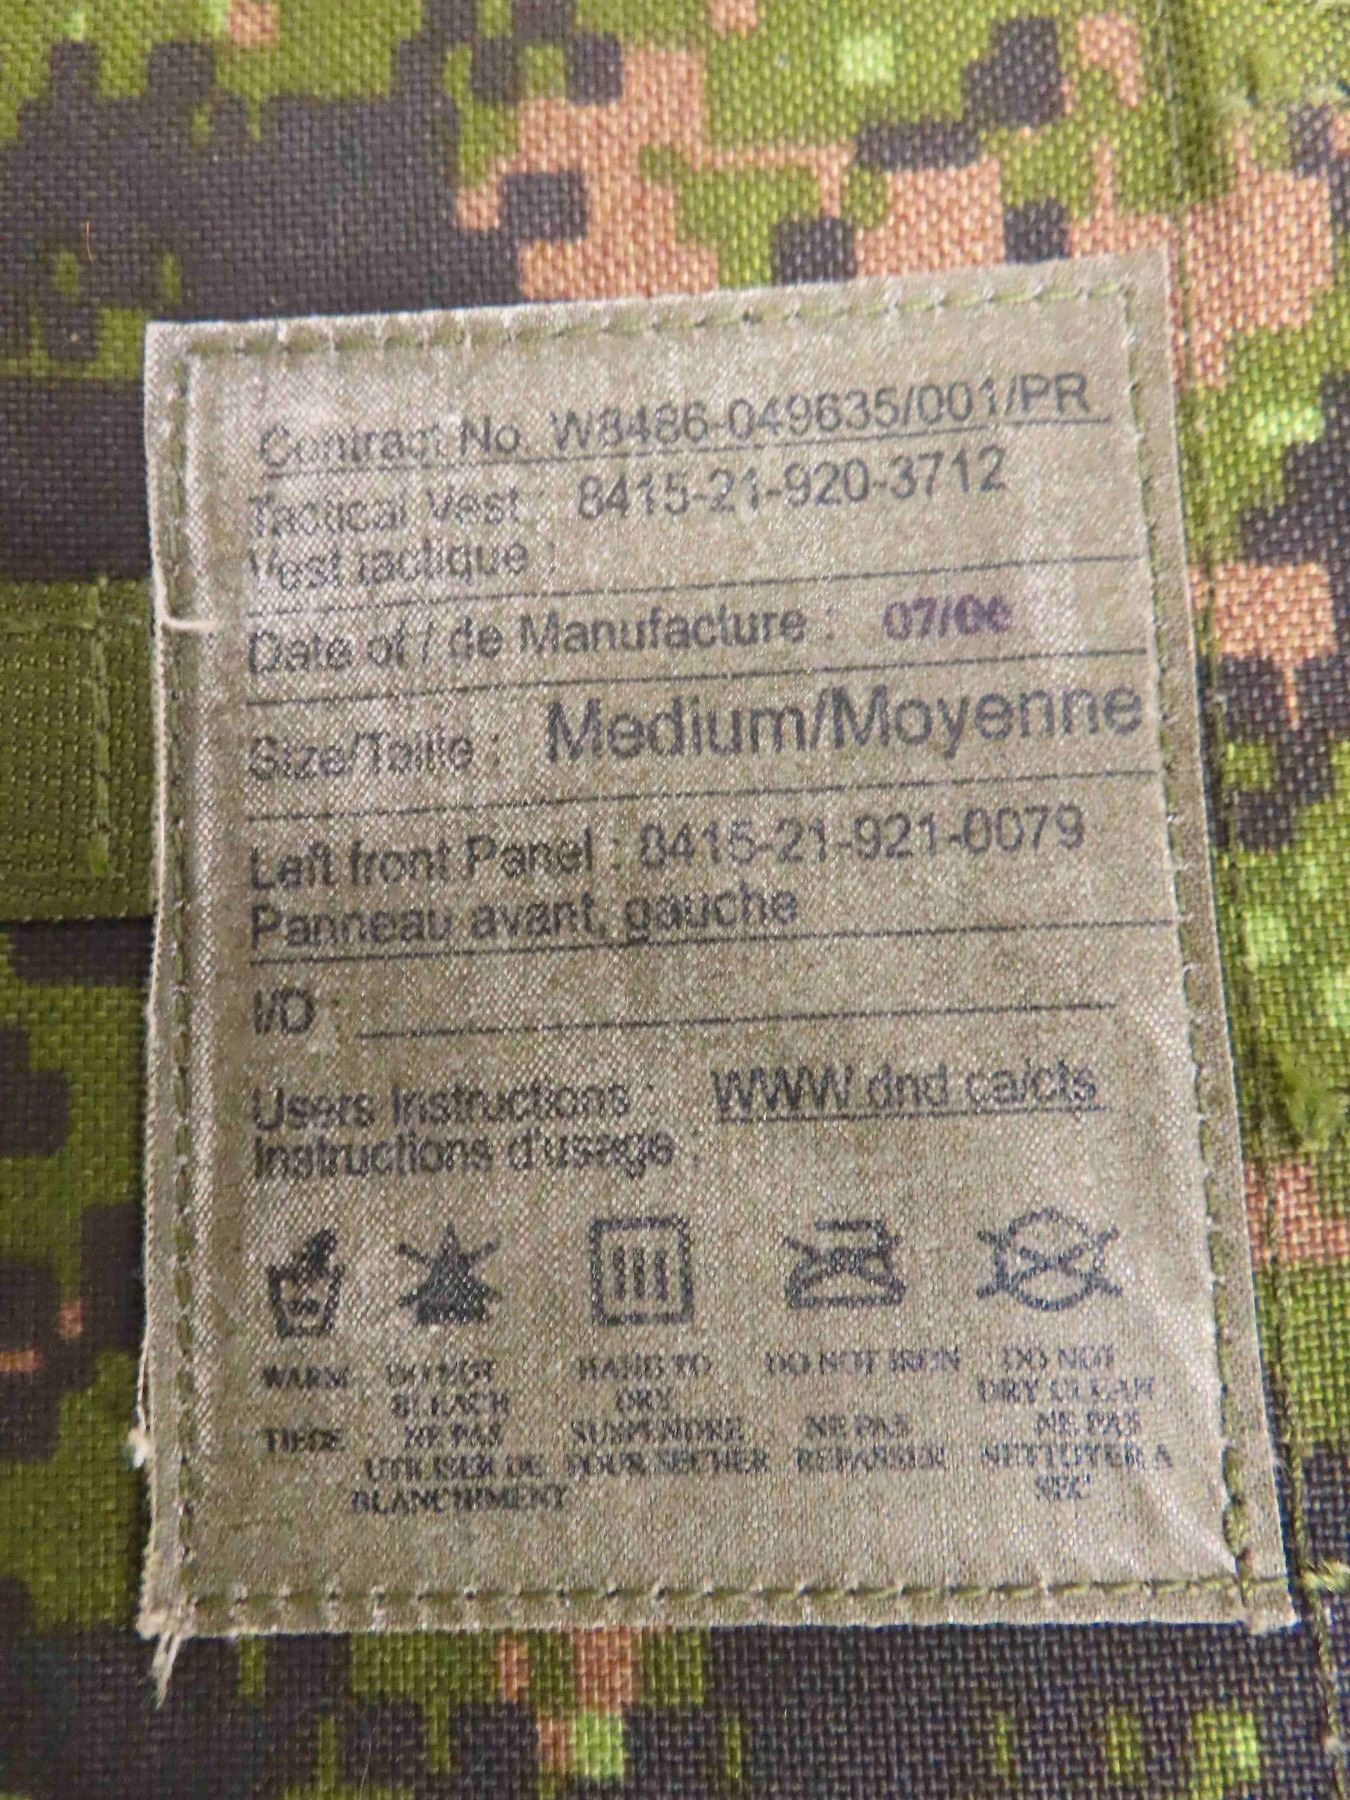 Contract No. W8486-049635/001/PR
Tactical Vest : 8415-21-920-3712
Vest tactique :
Date of / de Manufacture : 07/06
Size/Taille : Medium/Moyenne
Left front Panel : 8415-21-921-0079
Panneau avant, gauche
I/D :
Users Instructions : WWW.dnd.ca/cts
Instructions d'usage :
WARM DO NOT HANG TO DO NOT IRON DO NOT
BLEACH DRY DRY CLEAN
TIEDE NE PAS SUSPENDRE NE PAS NE PAS
UTILISER DE POUR SECHER REPASSER NETTOYER A
BLANCHIMENT SEC